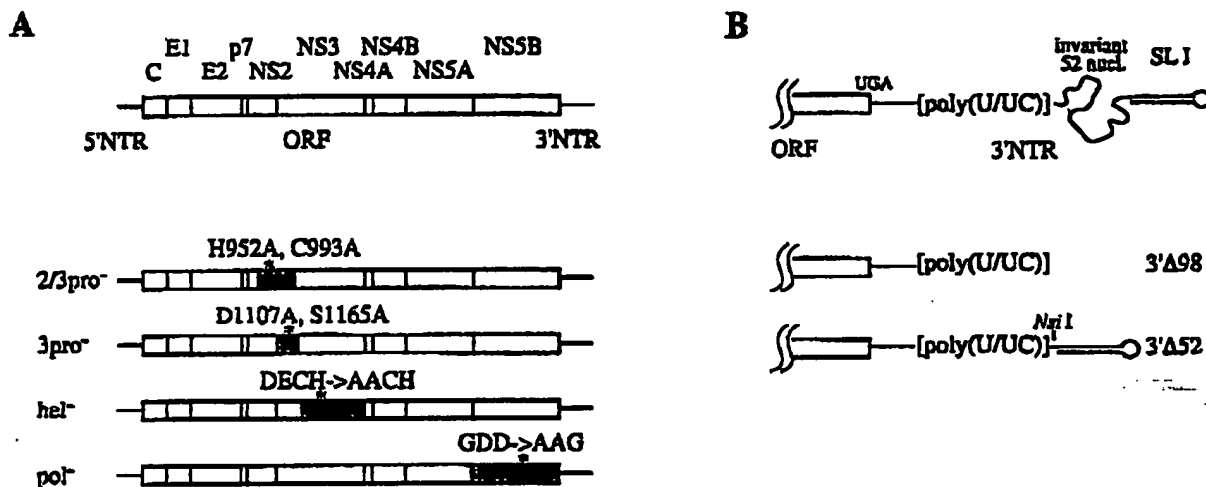 A
E1 p7 NS3 NS4B NS5B
C E2 NS2 NS4A NS5A
5'NTR ORF 3'NTR
H952A, C993A
2/3pro⁻
D1107A, S1165A
3pro⁻
DECH->AACH
hel⁻
GDD->AAG
pol⁻
B
invariant
52 nucl. SL I
UGA
[poly(U/UC)]
ORF 3'NTR
[poly(U/UC)] 3'Δ98
Nsi I
[poly(U/UC)] 3'Δ52